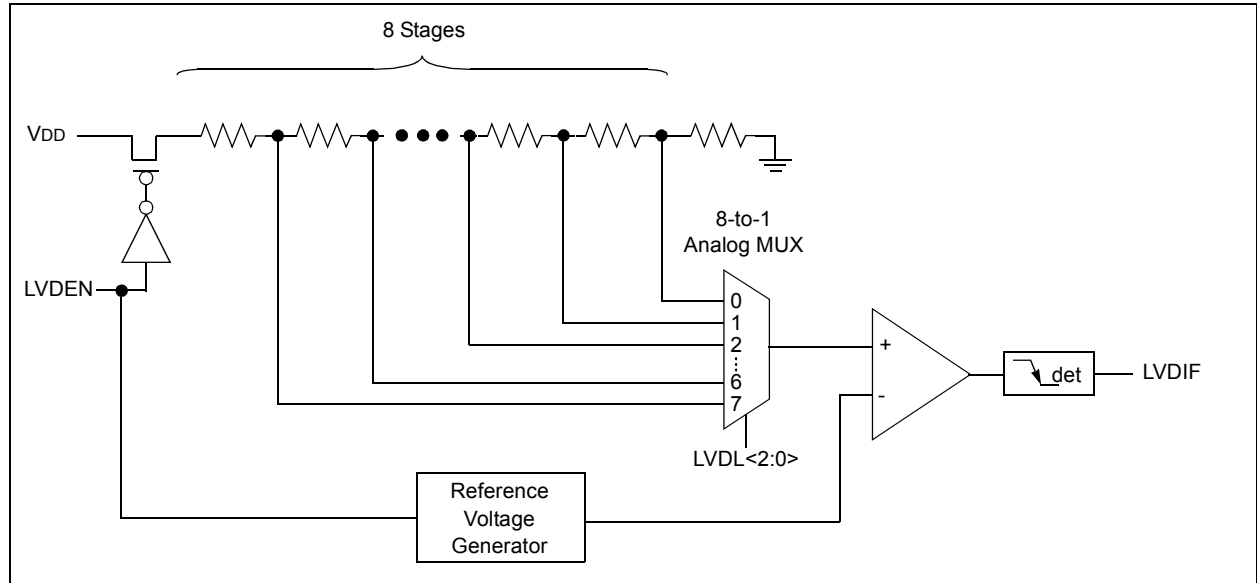 8 Stages
VDD
8-to-1
Analog MUX
LVDEN
0
1
2
6
7
+
-
det
LVDIF
LVDL<2:0>
Reference
Voltage
Generator